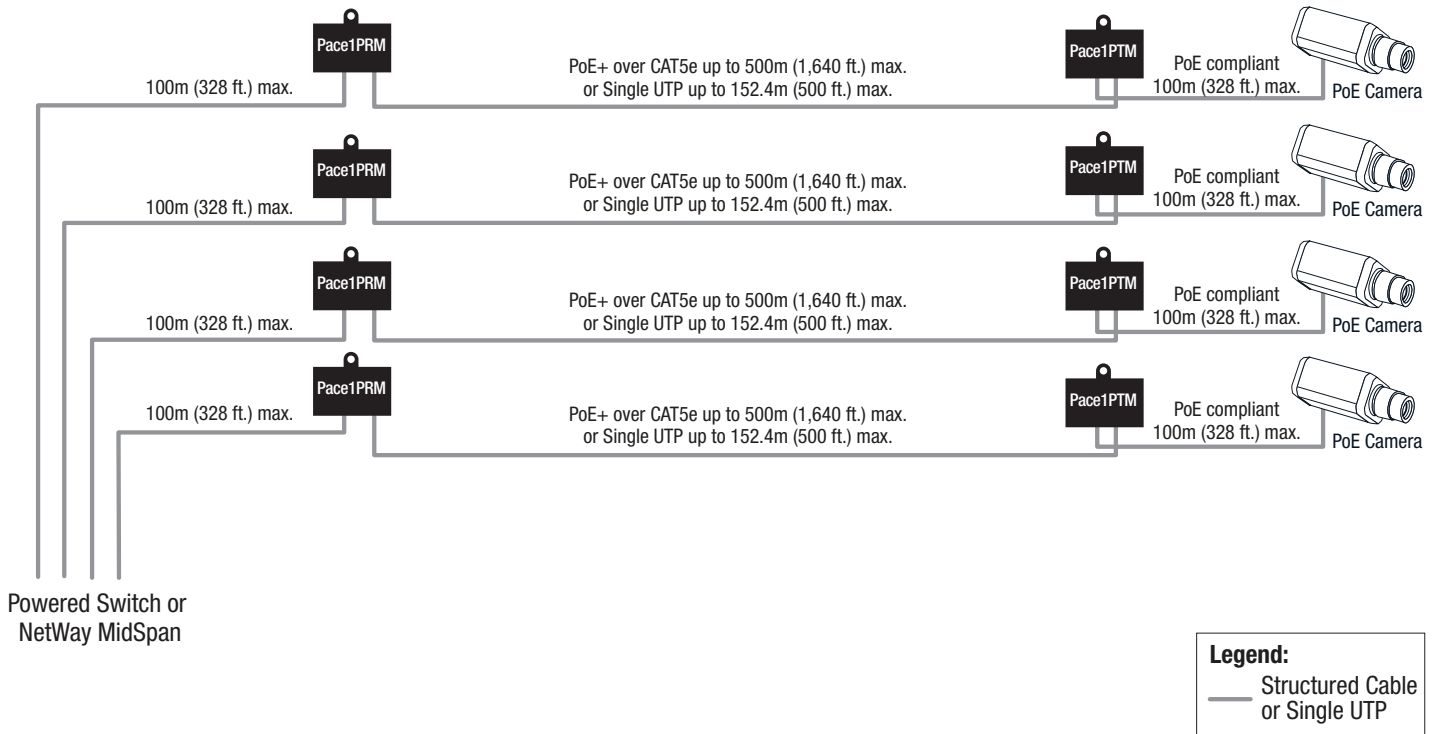 Pace1PRM
Pace1PTM
100m (328 ft.) max.
PoE+ over CAT5e up to 500m (1,640 ft.) max.
or Single UTP up to 152.4m (500 ft.) max.
PoE compliant
100m (328 ft.) max.
PoE Camera
Pace1PRM
Pace1PTM
100m (328 ft.) max.
PoE+ over CAT5e up to 500m (1,640 ft.) max.
or Single UTP up to 152.4m (500 ft.) max.
PoE compliant
100m (328 ft.) max.
PoE Camera
Pace1PRM
Pace1PTM
100m (328 ft.) max.
PoE+ over CAT5e up to 500m (1,640 ft.) max.
or Single UTP up to 152.4m (500 ft.) max.
PoE compliant
100m (328 ft.) max.
PoE Camera
Pace1PRM
Pace1PTM
100m (328 ft.) max.
PoE+ over CAT5e up to 500m (1,640 ft.) max.
or Single UTP up to 152.4m (500 ft.) max.
PoE compliant
100m (328 ft.) max.
PoE Camera
Powered Switch or
NetWay MidSpan
Legend:
Structured Cable
or Single UTP